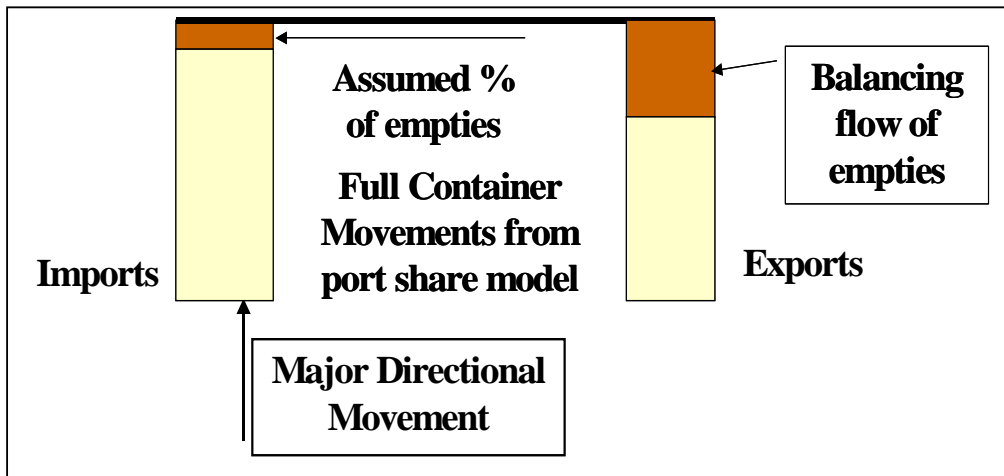 Assumed %
of empties
Balancing
flow of
empties
Full Container
Movements from
port share model
Imports
Exports
Major Directional
Movement